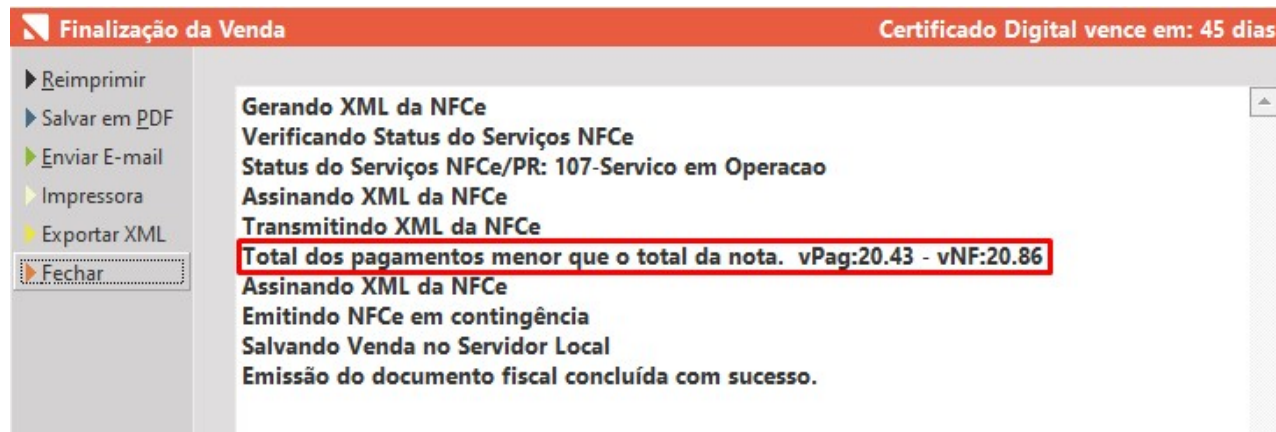 Finalização da Venda
Certificado Digital vence em: 45 dias
Reimprimir
Salvar em PDF
Enviar E-mail
Impressora
Exportar XML
Fechar
Gerando XML da NFCe
Verificando Status do Serviços NFCe
Status do Serviços NFCe/PR: 107-Servico em Operacao
Assinando XML da NFCe
Transmitindo XML da NFCe
Total dos pagamentos menor que o total da nota.  vPag:20.43 - vNF:20.86
Assinando XML da NFCe
Emitindo NFCe em contingência
Salvando Venda no Servidor Local
Emissão do documento fiscal concluída com sucesso.